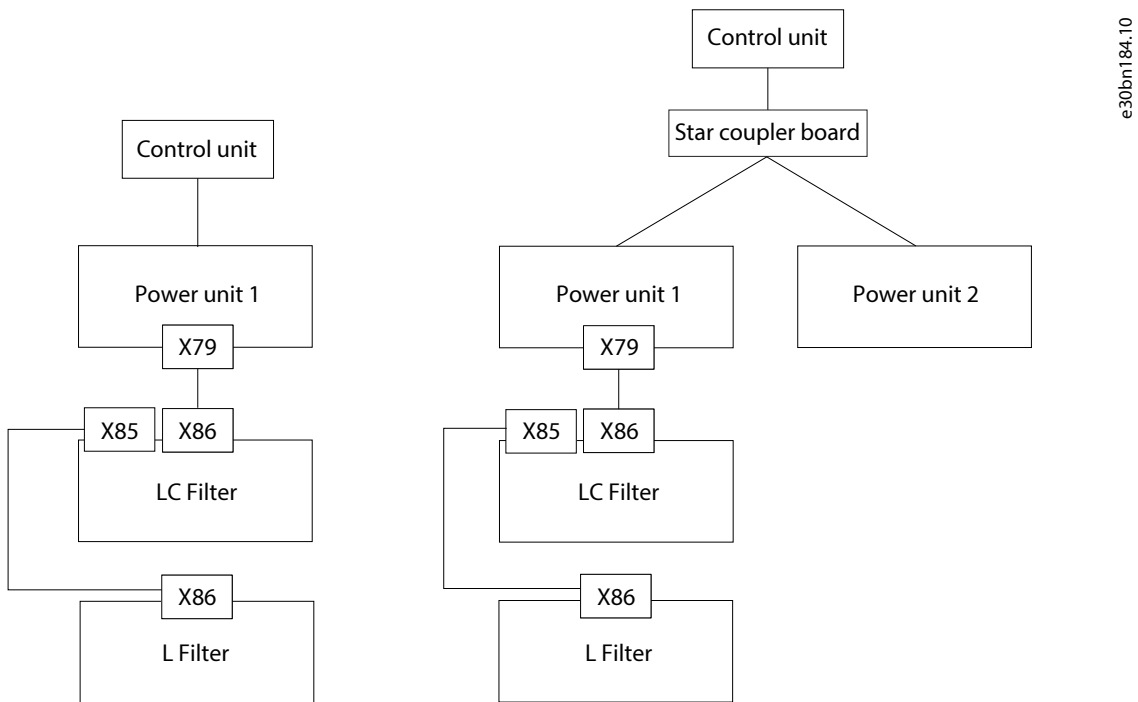 Control unit
Power unit 1
X79
X85
X86
LC Filter
X86
L Filter
Control unit
Star coupler board
Power unit 1
Power unit 2
X79
X85
X86
LC Filter
X86
L Filter
e30bn184.10